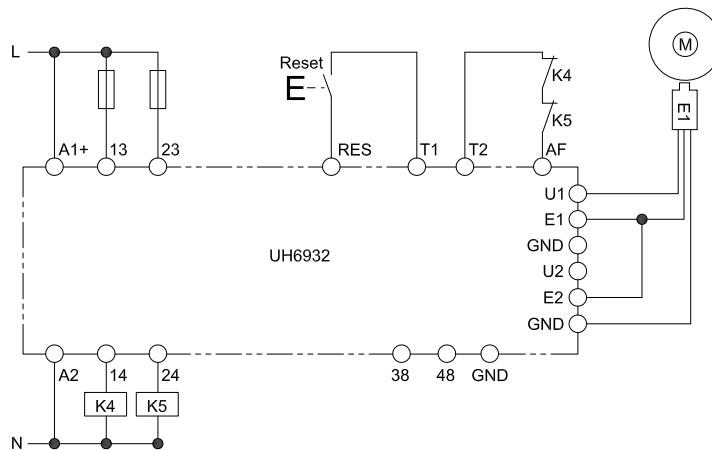 L
Reset
K4
K5
M
E1
A1+ 13 23 RES T1 T2 AF
U1
E1
GND
UH6932
U2
E2
GND
A2 14 24 38 48 GND
K4 K5
N